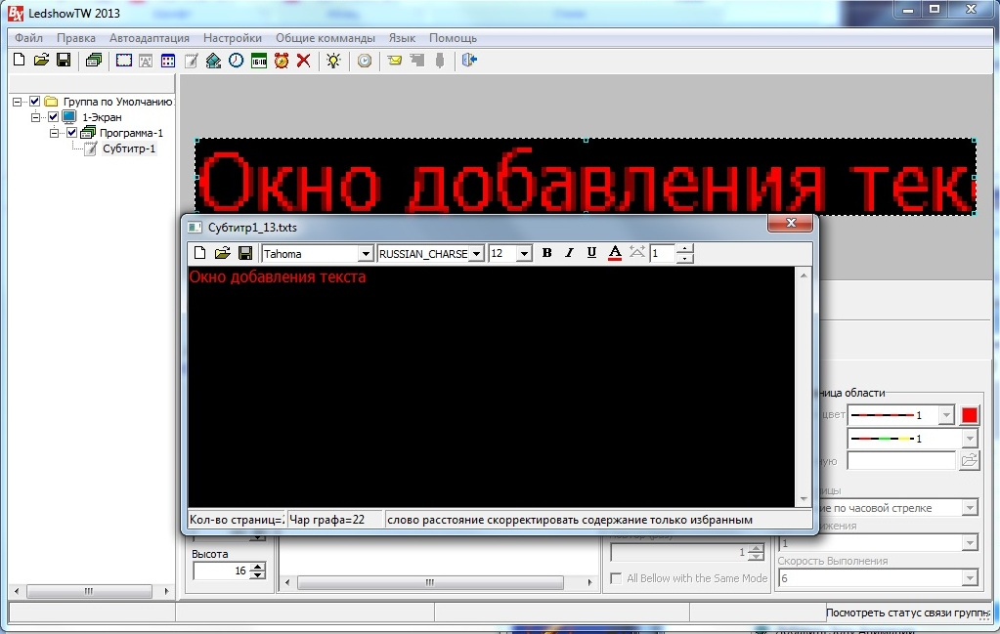 LedshowTW 2013
Файл Правка Автоадаптация Настройки Общие комманды Язык Помощь
Группа по Умолчанию
1-Экран
Программа-1
Субтитр-1
Окно добавления текс
Субтитр1_13.txts
Tahoma RUSSIAN_CHARSE 12 B I U A 1
Окно добавления текста
ница области
цвет 1
1
ную
ницы
ие по часовой стрелке
ижения
1
Скорость Выполнения
6
Кол-во страниц=: Чар графа=22 слово расстояние скорректировать содержание только избранным
Высота
16
1
All Bellow with the Same Mode
Посмотреть статус связи группы